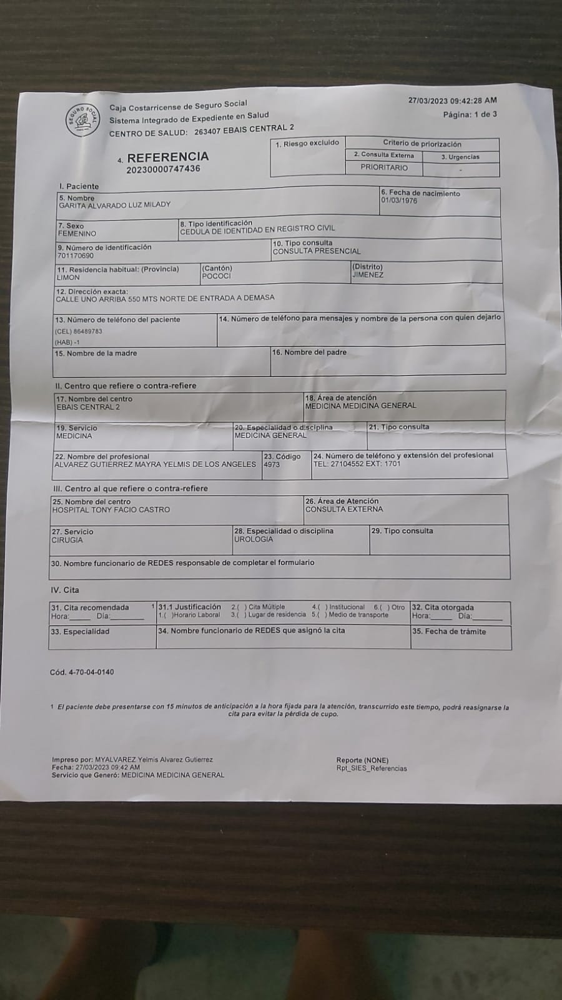 SEGURO SOCIAL
Caja Costarricense de Seguro Social
Sistema Integrado de Expediente en Salud
CENTRO DE SALUD: 263407 EBAIS CENTRAL 2
27/03/2023 09:42:28 AM
Página: 1 de 3
4. REFERENCIA
20230000747436
1. Riesgo excluido
Criterio de priorización
2. Consulta Externa
3. Urgencias
PRIORITARIO
-
I. Paciente
5. Nombre
GARITA ALVARADO LUZ MILADY
6. Fecha de nacimiento
01/03/1976
7. Sexo
FEMENINO
8. Tipo identificación
CEDULA DE IDENTIDAD EN REGISTRO CIVIL
9. Número de identificación
701170690
10. Tipo consulta
CONSULTA PRESENCIAL
11. Residencia habitual: (Provincia)
LIMON
(Cantón)
POCOCI
(Distrito)
JIMENEZ
12. Dirección exacta:
CALLE UNO ARRIBA 550 MTS NORTE DE ENTRADA A DEMASA
13. Número de teléfono del paciente
(CEL) 86489783
(HAB) -1
14. Número de teléfono para mensajes y nombre de la persona con quien dejarlo
15. Nombre de la madre
16. Nombre del padre
II. Centro que refiere o contra-refiere
17. Nombre del centro
EBAIS CENTRAL 2
18. Área de atención
MEDICINA MEDICINA GENERAL
19. Servicio
MEDICINA
20. Especialidad o disciplina
MEDICINA GENERAL
21. Tipo consulta
22. Nombre del profesional
ALVAREZ GUTIERREZ MAYRA YELMIS DE LOS ANGELES
23. Código
4973
24. Número de teléfono y extensión del profesional
TEL: 27104552 EXT: 1701
III. Centro al que refiere o contra-refiere
25. Nombre del centro
HOSPITAL TONY FACIO CASTRO
26. Área de Atención
CONSULTA EXTERNA
27. Servicio
CIRUGIA
28. Especialidad o disciplina
UROLOGIA
29. Tipo consulta
30. Nombre funcionario de REDES responsable de completar el formulario
IV. Cita
31. Cita recomendada 1
Hora:_____ Día:________
31.1 Justificación 2.( ) Cita Múltiple 4.( ) Institucional 6.( ) Otro
1.( )Horario Laboral 3.( ) Lugar de residencia 5.( ) Medio de transporte
32. Cita otorgada
Hora:_____ Día:_______
33. Especialidad
34. Nombre funcionario de REDES que asignó la cita
35. Fecha de trámite
Cód. 4-70-04-0140
1 El paciente debe presentarse con 15 minutos de anticipación a la hora fijada para la atención, transcurrido este tiempo, podrá reasignarse la
cita para evitar la pérdida de cupo.
Impreso por: MYALVAREZ Yelmis Alvarez Gutierrez
Fecha: 27/03/2023 09:42 AM
Servicio que Generó: MEDICINA MEDICINA GENERAL
Reporte (NONE)
Rpt_SIES_Referencias